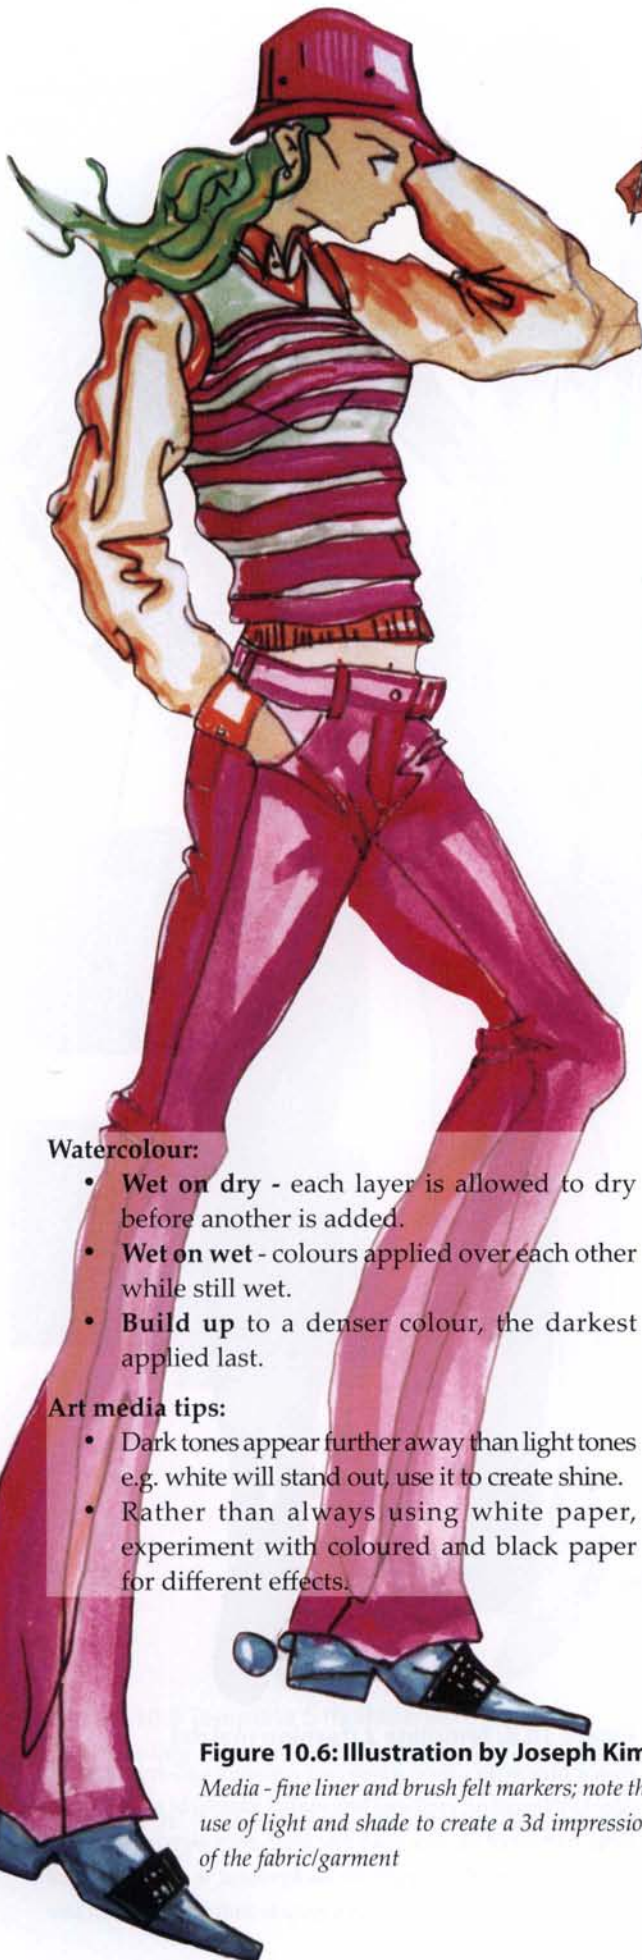 Watercolour:
• Wet on dry - each layer is allowed to dry
before another is added.
• Wet on wet - colours applied over each other
while still wet.
• Build up to a denser colour, the darkest
applied last.
Art media tips:
• Dark tones appear further away than light tones
e.g. white will stand out, use it to create shine.
• Rather than always using white paper,
experiment with coloured and black paper
for different effects.
Figure 10.6: Illustration by Joseph Kim
Media - fine liner and brush felt markers; note th
use of light and shade to create a 3d impressio
of the fabric/garment